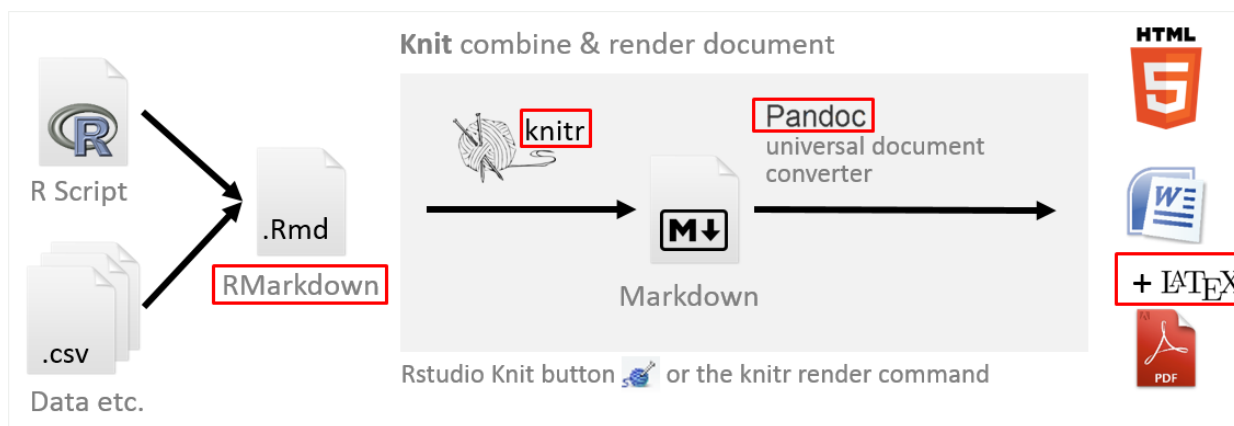 R
R Script
.csv
Data etc.
.Rmd
RMarkdown
Knit combine & render document
knitr
M
Markdown
Pandoc
universal document
converter
Rstudio Knit button or the knitr render command
HTML
5
W
+ LATEX
PDF